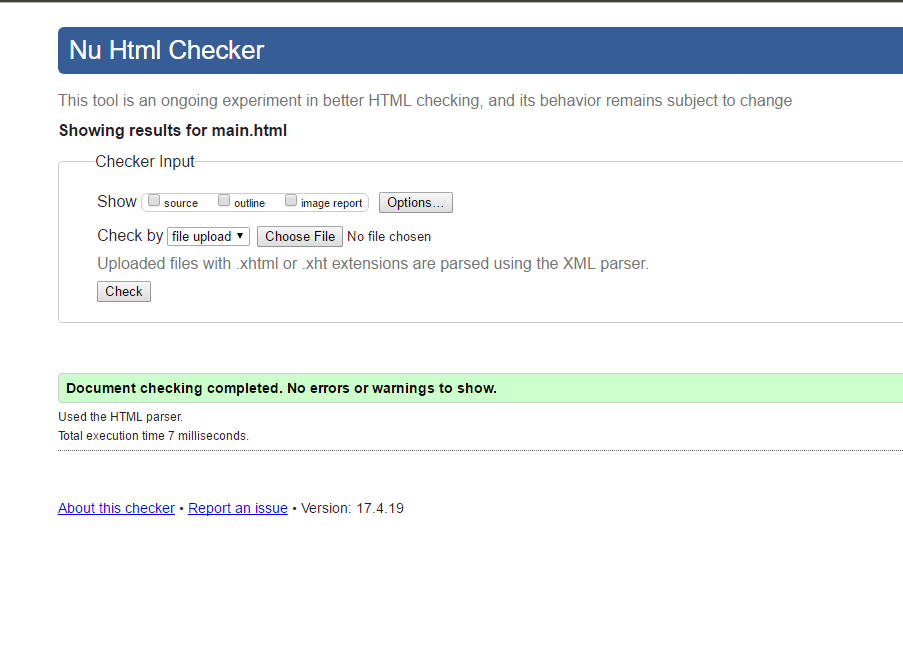 Nu Html Checker
This tool is an ongoing experiment in better HTML checking, and its behavior remains subject to change
Showing results for main.html
Checker Input
Show source outline image report Options...
Check by file upload Choose File No file chosen
Uploaded files with .xhtml or .xht extensions are parsed using the XML parser.
Check
Document checking completed. No errors or warnings to show.
Used the HTML parser.
Total execution time 7 milliseconds.
About this checker • Report an issue • Version: 17.4.19